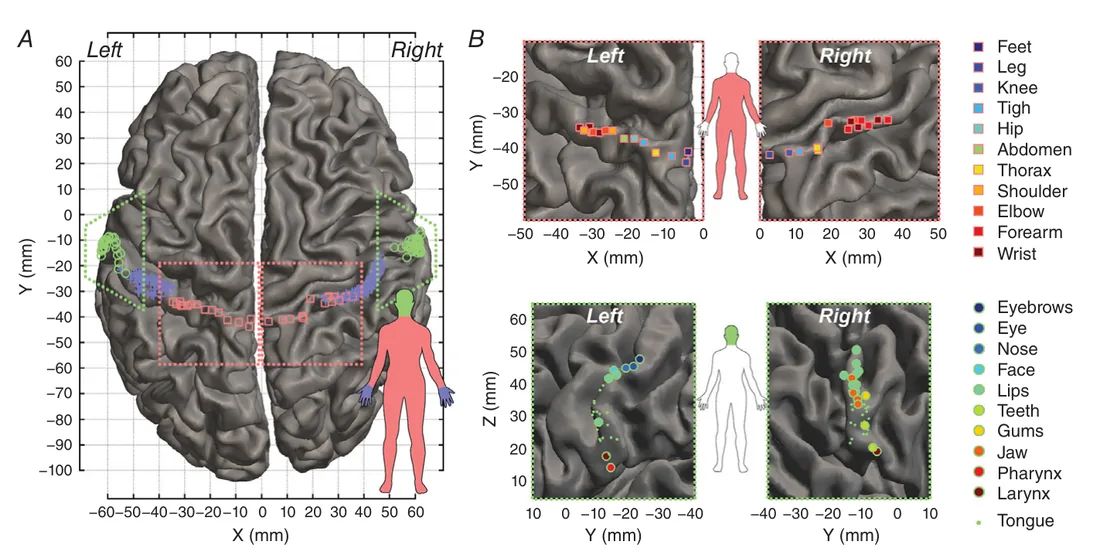 A
Left
Right
60
50
40
30
20
10
0
−10
−20
−30
−40
−50
−60
−70
−80
−90
−100
Y (mm)
−60 −50 −40 −30 −20 −10 0 10 20 30 40 50 60
X (mm)
B
Left
Right
−20
−30
−40
−50
Y (mm)
−50 −40 −30 −20 −10 0
X (mm)
0 10 20 30 40 50
X (mm)
Feet
Leg
Knee
Tigh
Hip
Abdomen
Thorax
Shoulder
Elbow
Forearm
Wrist
Left
Right
60
50
40
30
20
10
Z (mm)
10 0 −10 −20 −30 −40
Y (mm)
−40 −30 −20 −10 0 10
Y (mm)
Eyebrows
Eye
Nose
Face
Lips
Teeth
Gums
Jaw
Pharynx
Larynx
Tongue